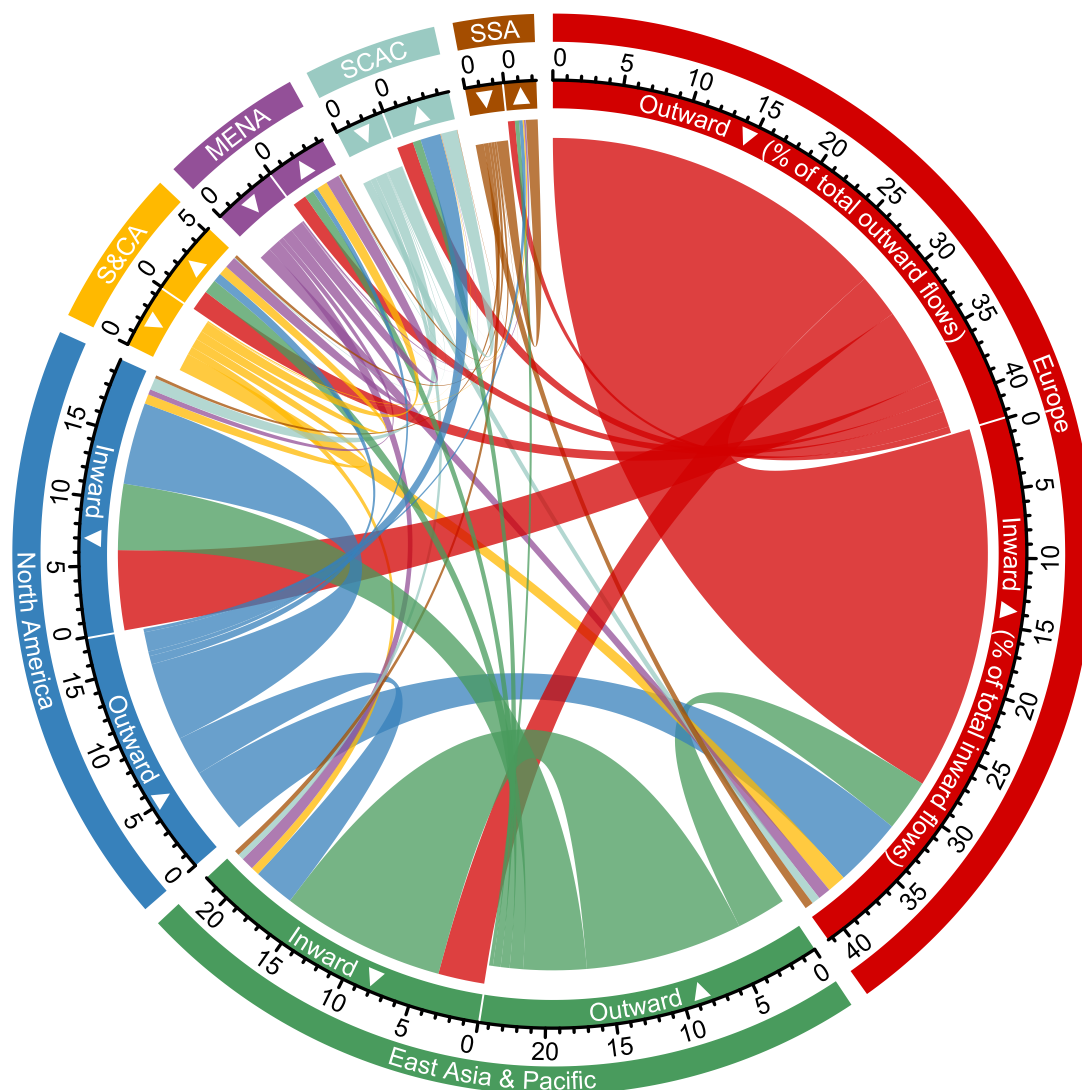 SSA
SCAC
MENA
S&CA
North America
East Asia & Pacific
Europe
Outward ▼ (% of total outward flows)
0 5 10 15 20 25 30 35 40
Inward ▲ (% of total inward flows)
0 5 10 15 20 25 30 35 40
Outward ▲
0 5 10 15 20
Inward ▼
0 5 10 15 20
Outward ▲
0 5 10 15
Inward ▼
0 5 10 15
▼ ▲
0 0 5
▼ ▲
0 0
▼ ▲
0 0
▼ ▲
0 0